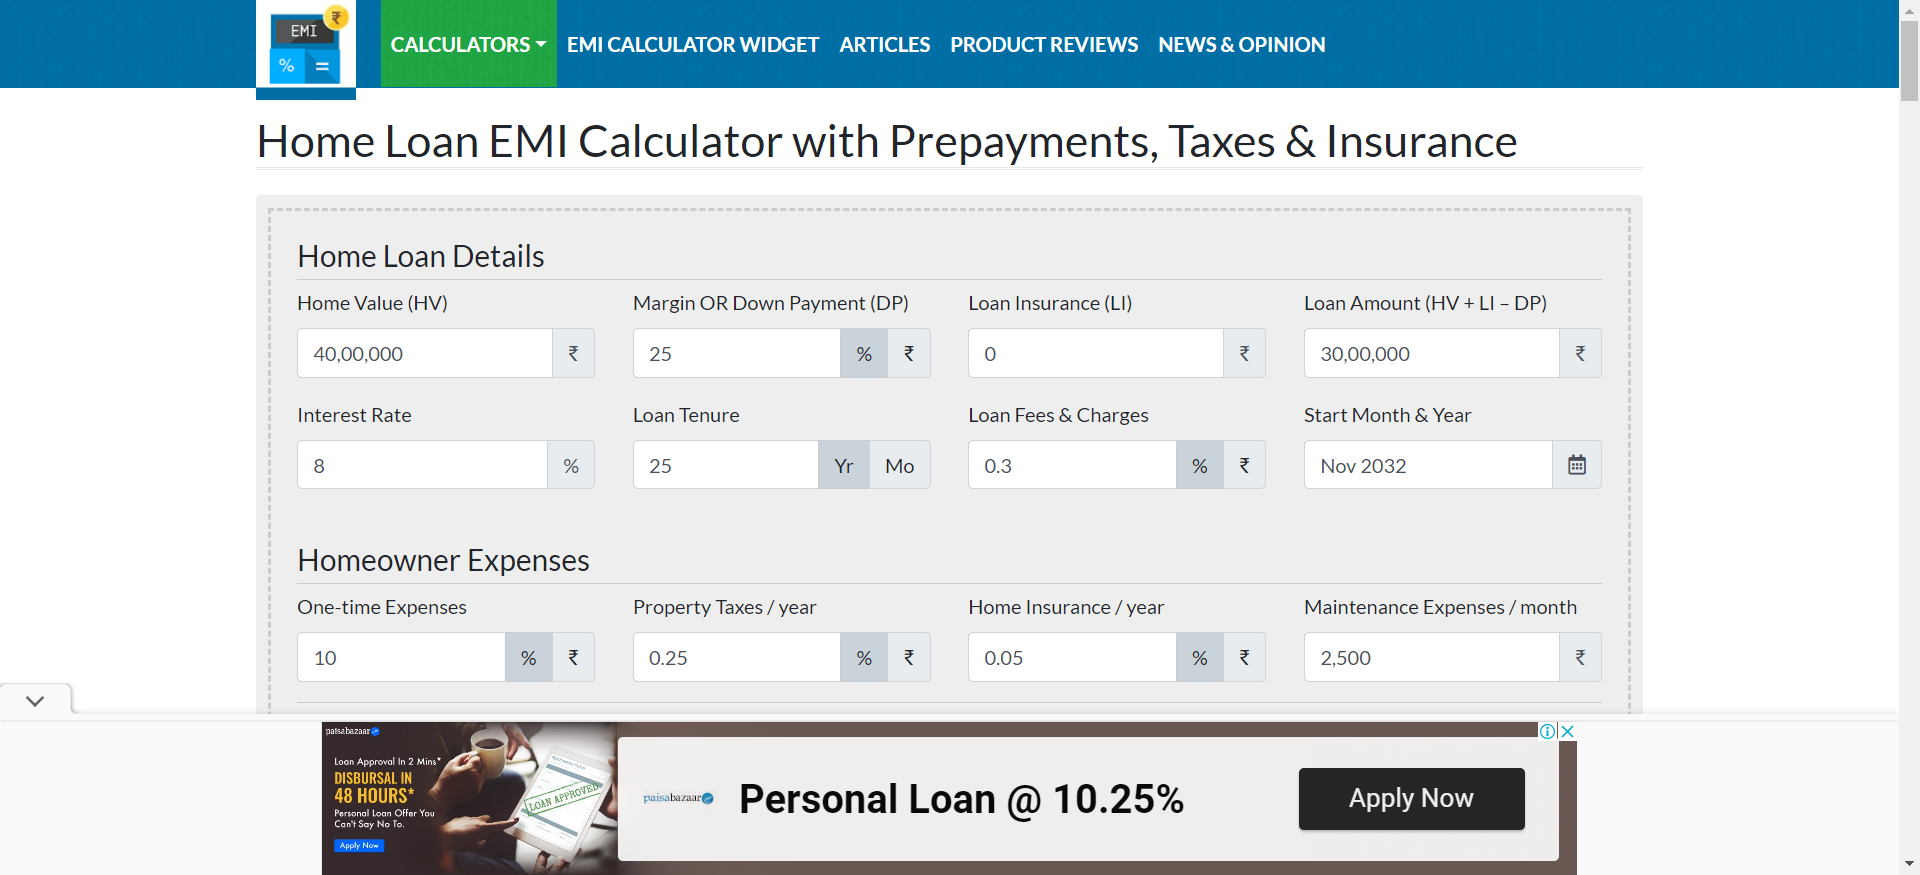 EMI ₹
% =
CALCULATORS EMI CALCULATOR WIDGET ARTICLES PRODUCT REVIEWS NEWS & OPINION
Home Loan EMI Calculator with Prepayments, Taxes & Insurance
Home Loan Details
Home Value (HV) Margin OR Down Payment (DP) Loan Insurance (LI) Loan Amount (HV + LI – DP)
40,00,000 ₹ 25 % ₹ 0 ₹ 30,00,000 ₹
Interest Rate Loan Tenure Loan Fees & Charges Start Month & Year
8 % 25 Yr Mo 0.3 % ₹ Nov 2032
Homeowner Expenses
One-time Expenses Property Taxes / year Home Insurance / year Maintenance Expenses / month
10 % ₹ 0.25 % ₹ 0.05 % ₹ 2,500 ₹
paisabazaar
Loan Approval In 2 Mins*
DISBURSAL IN
48 HOURS*
Personal Loan Offer You
Can't Say No To.
Apply Now
LOAN APPROVED
paisabazaar
Personal Loan @ 10.25%
Apply Now